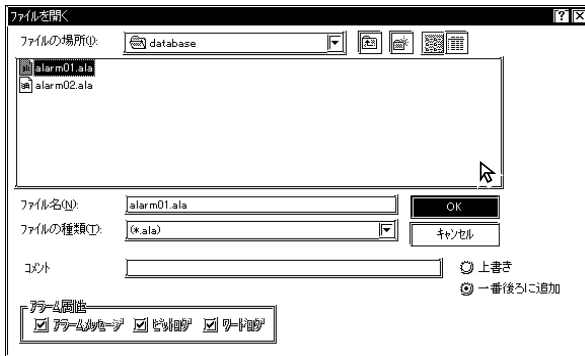 ファイルを開く
ファイルの場所(I):
database
alarm01.ala
alarm02.ala
ファイル名(N):
alarm01.ala
OK
ファイルの種類(T):
(*.ala)
キャンセル
コメント
上書き
一番後ろに追加
アラーム属性
アラームメッセージ
ビットログ
ワードログ